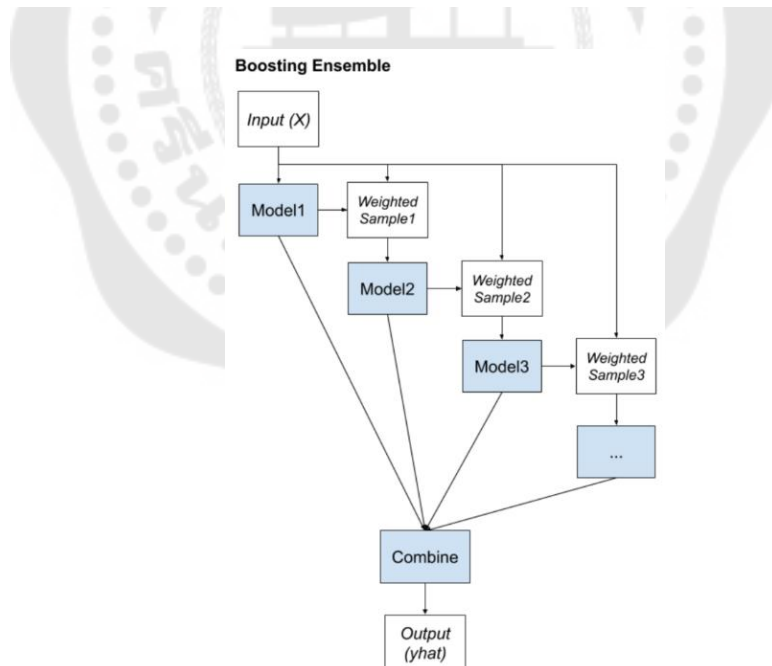 Boosting Ensemble
Input (X)
Model1
Weighted
Sample1
Model2
Weighted
Sample2
Model3
Weighted
Sample3
...
Combine
Output
(yhat)